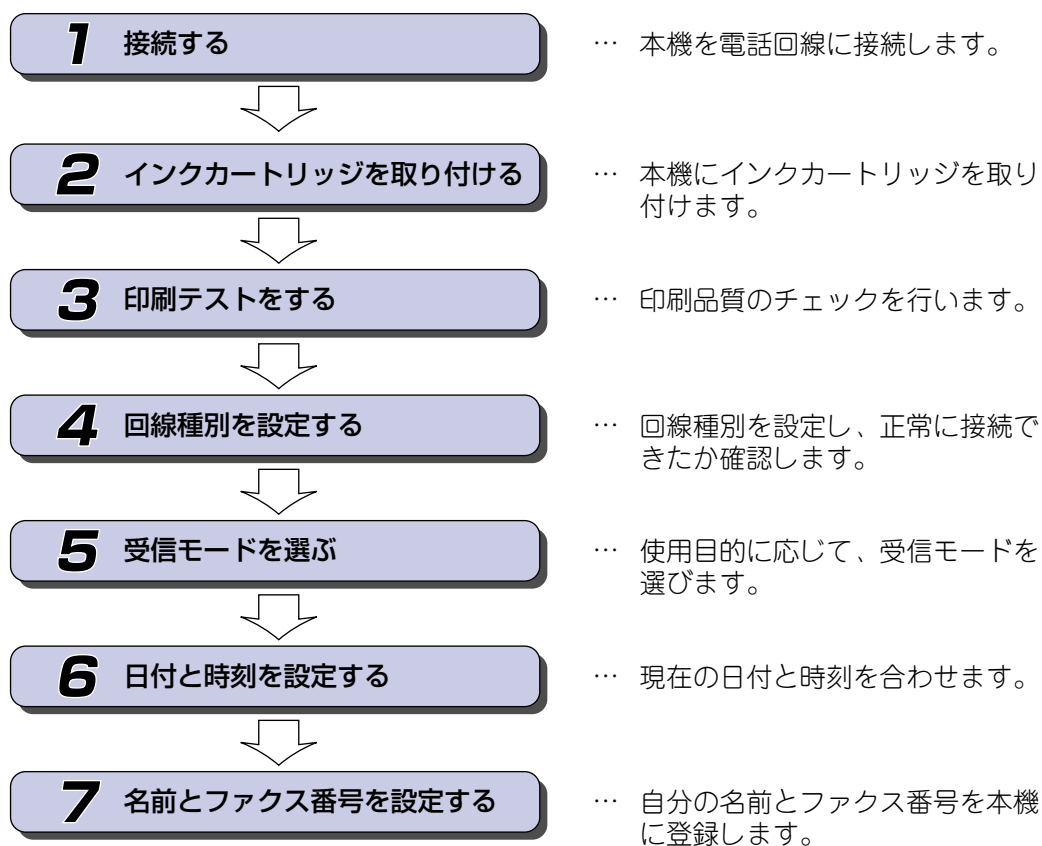 1 接続する … 本機を電話回線に接続します。
2 インクカートリッジを取り付ける … 本機にインクカートリッジを取り
付けます。
3 印刷テストをする … 印刷品質のチェックを行います。
4 回線種別を設定する … 回線種別を設定し、正常に接続で
きたか確認します。
5 受信モードを選ぶ … 使用目的に応じて、受信モードを
選びます。
6 日付と時刻を設定する … 現在の日付と時刻を合わせます。
7 名前とファクス番号を設定する … 自分の名前とファクス番号を本機
に登録します。